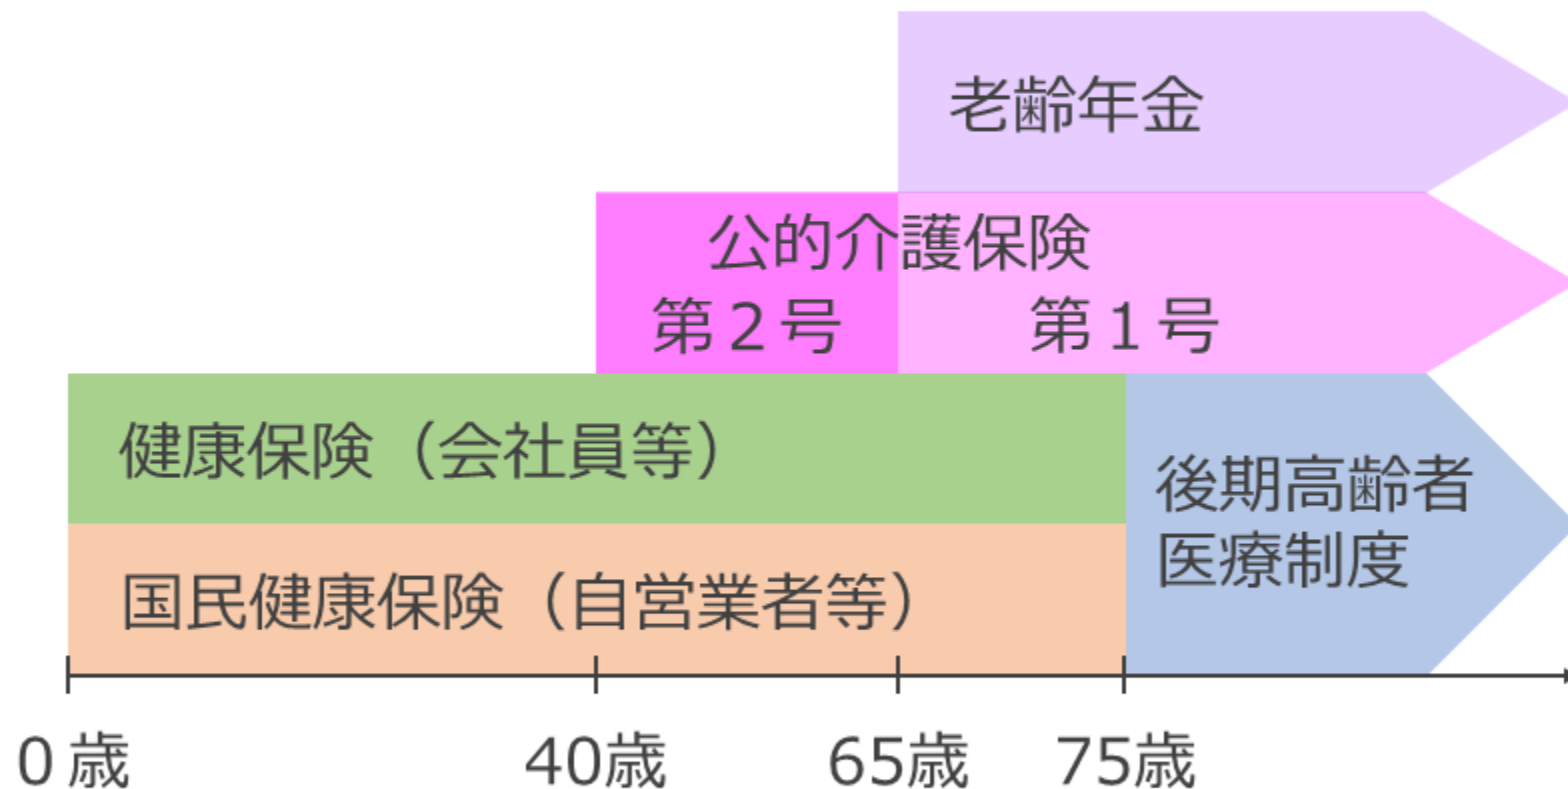 老齢年金
公的介護保険
第２号
第１号
健康保険（会社員等）
国民健康保険（自営業者等）
後期高齢者
医療制度
0歳
40歳
65歳
75歳